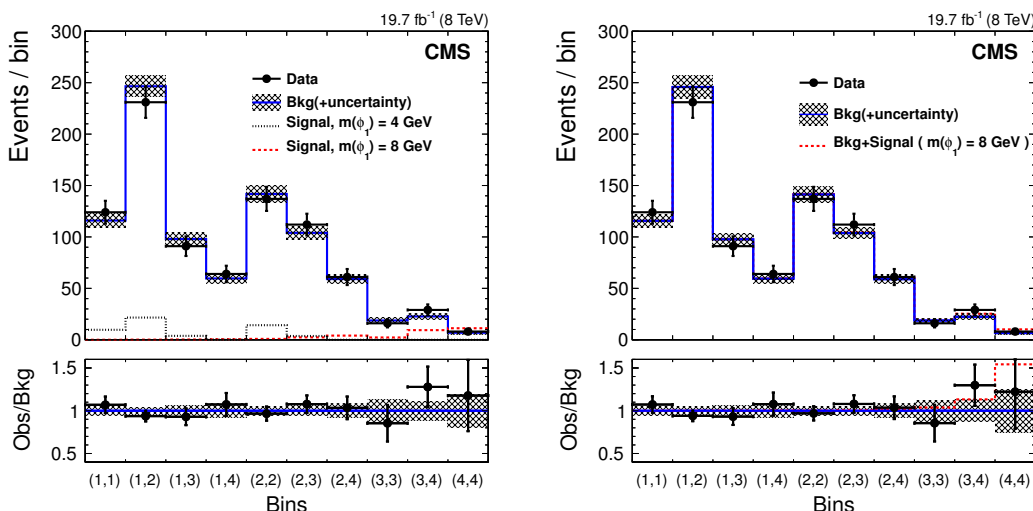 19.7 fb⁻¹ (8 TeV)
CMS
Events / bin
300
250
200
150
100
50
0
Data
Bkg(+uncertainty)
Signal, m(ϕ₁) = 4 GeV
Signal, m(ϕ₁) = 8 GeV
Obs/Bkg
1.5
1
0.5
(1,1) (1,2) (1,3) (1,4) (2,2) (2,3) (2,4) (3,3) (3,4) (4,4)
Bins
19.7 fb⁻¹ (8 TeV)
CMS
Events / bin
300
250
200
150
100
50
0
Data
Bkg(+uncertainty)
Bkg+Signal ( m(ϕ₁) = 8 GeV )
Obs/Bkg
1.5
1
0.5
(1,1) (1,2) (1,3) (1,4) (2,2) (2,3) (2,4) (3,3) (3,4) (4,4)
Bins